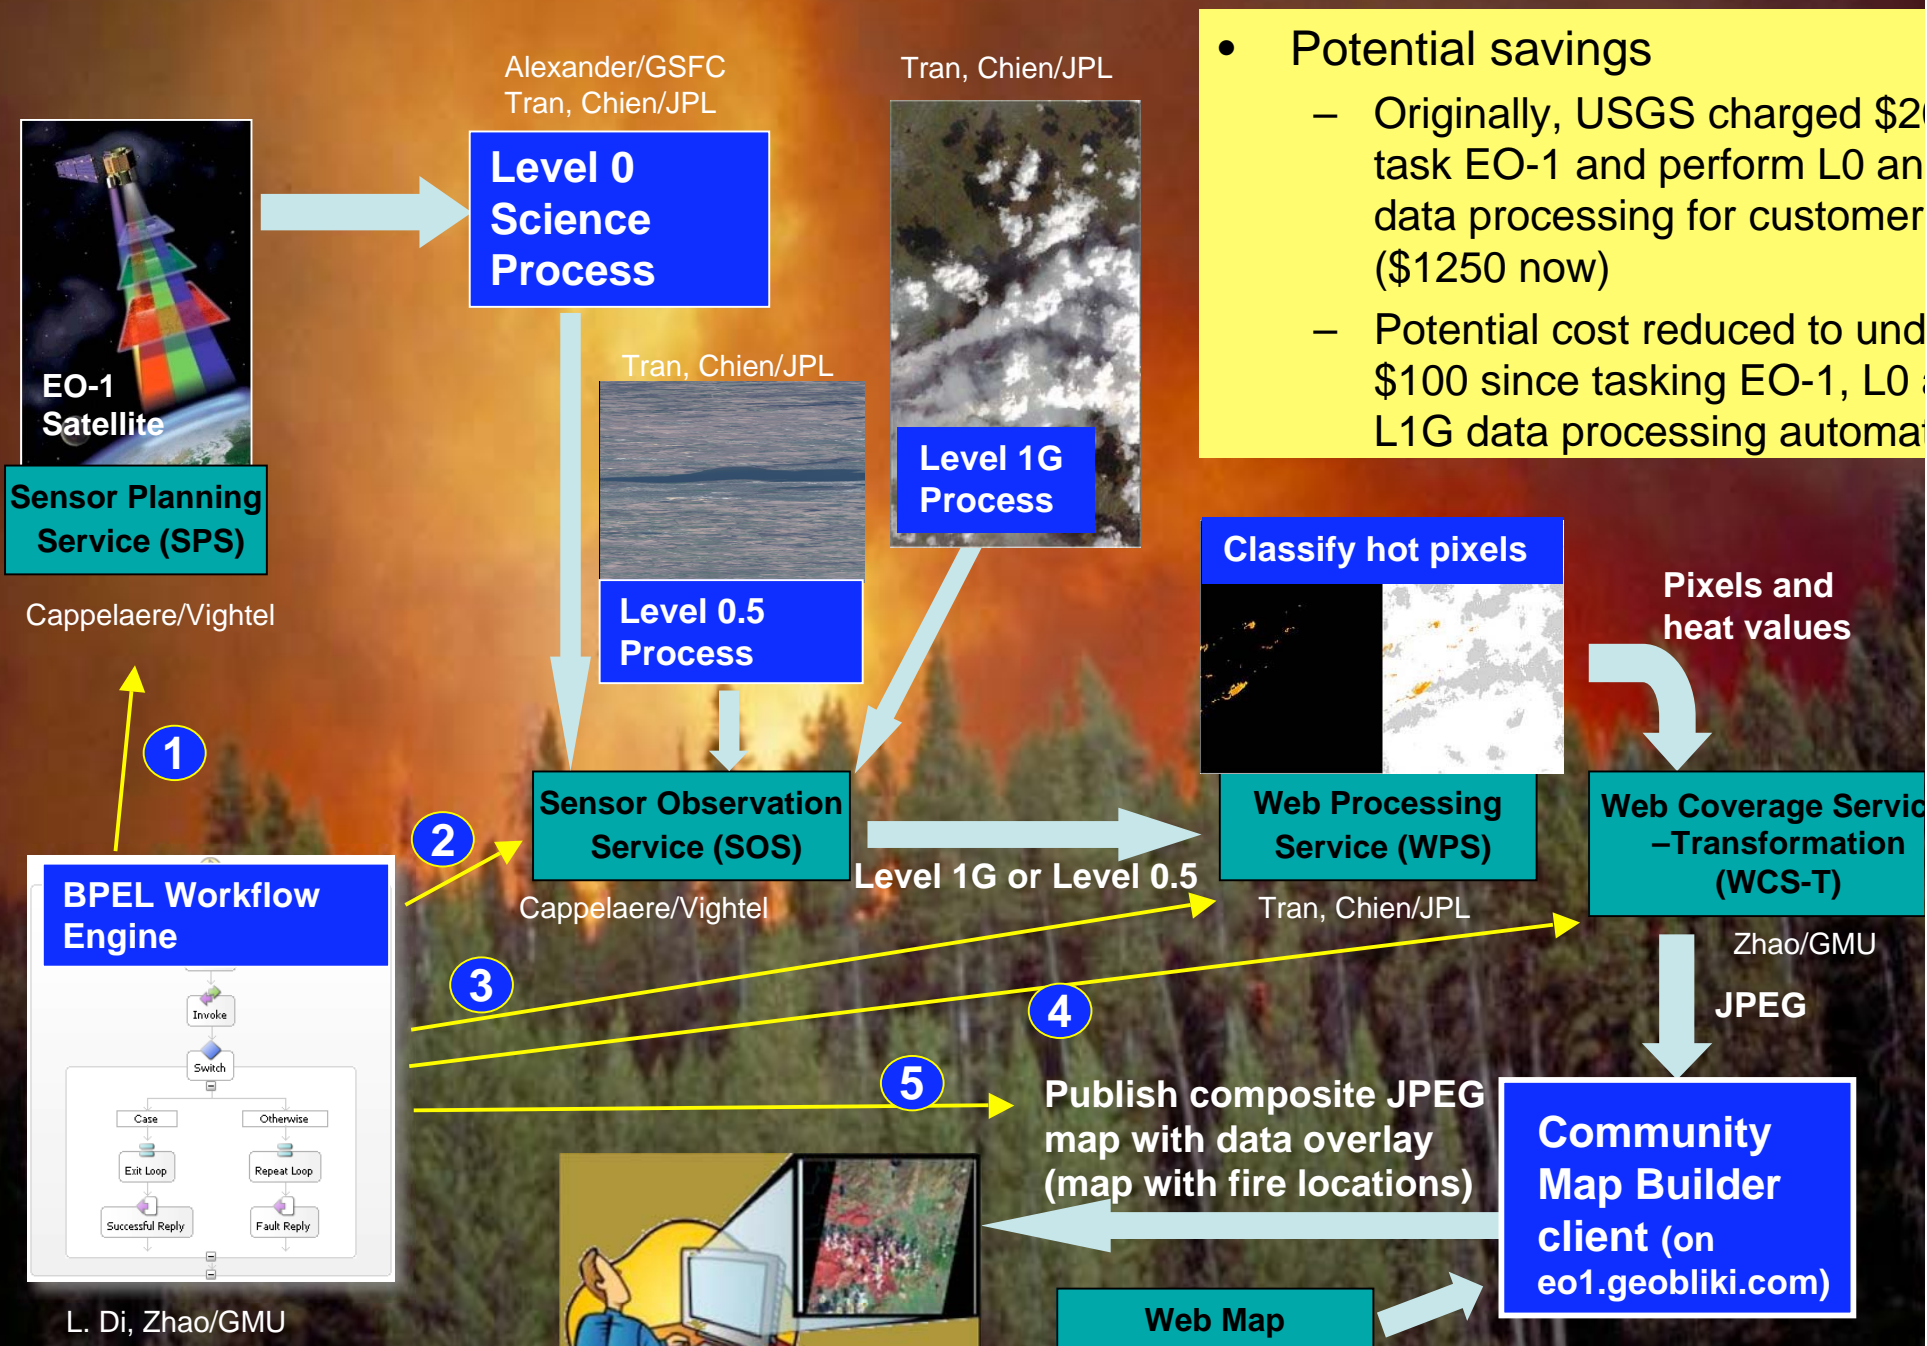 Alexander/GSFC
Tran, Chien/JPL
Tran, Chien/JPL
• Potential savings
– Originally, USGS charged
task EO-1 and perform L0
data processing for customer
($1250 now)
– Potential cost reduced to
$100 since tasking EO-1, L0
L1G data processing
Level 0
Science
Process
EO-1
Satellite
Sensor Planning
Service (SPS)
Cappelaere/Vightel
Tran, Chien/JPL
Level 0.5
Process
Level 1G
Process
Classify hot pixels
Pixels and
heat values
1
2
Sensor Observation
Service (SOS)
Cappelaere/Vightel
Level 1G or Level 0.5
Web Processing
Service (WPS)
Tran, Chien/JPL
Web Coverage
–Transformation
(WCS-T)
Zhao/GMU
JPEG
BPEL Workflow
Engine
Invoke
Switch
Case
Otherwise
Exit Loop
Repeat Loop
Successful Reply
Fault Reply
L. Di, Zhao/GMU
3
4
5
Publish composite JPEG
map with data overlay
(map with fire locations)
Community
Map Builder
client (on
eo1.geobliki.com)
Web Map